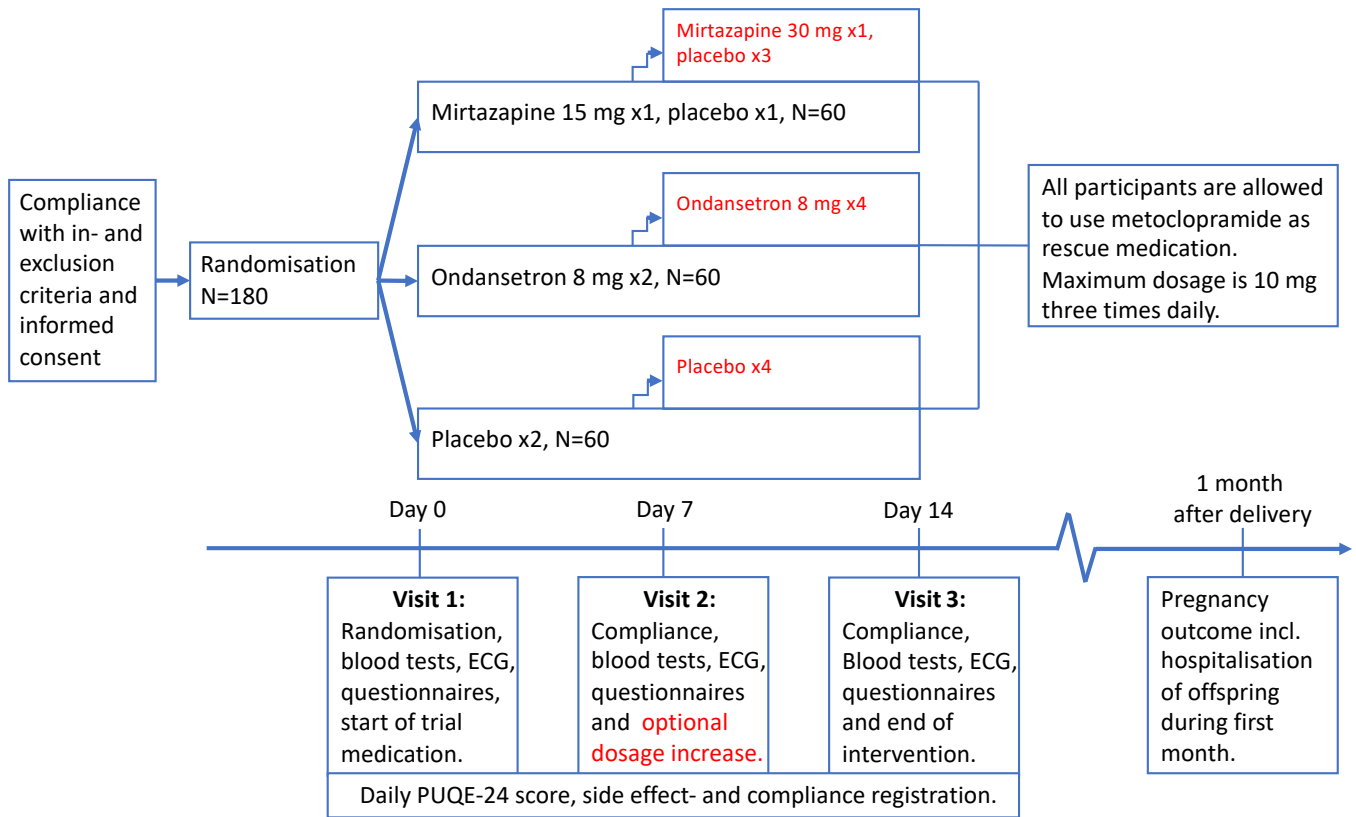 Compliance
with in- and
exclusion
criteria and
informed
consent
Randomisation
N=180
Mirtazapine 30 mg x1,
placebo x3
Mirtazapine 15 mg x1, placebo x1, N=60
Ondansetron 8 mg x4
Ondansetron 8 mg x2, N=60
Placebo x4
Placebo x2, N=60
All participants are allowed
to use metoclopramide as
rescue medication.
Maximum dosage is 10 mg
three times daily.
Day 0
Day 7
Day 14
1 month
after delivery
Visit 1:
Randomisation,
blood tests, ECG,
questionnaires,
start of trial
medication.
Visit 2:
Compliance,
blood tests, ECG,
questionnaires
and optional
dosage increase.
Visit 3:
Compliance,
Blood tests, ECG,
questionnaires
and end of
intervention.
Pregnancy
outcome incl.
hospitalisation
of offspring
during first
month.
Daily PUQE-24 score, side effect- and compliance registration.